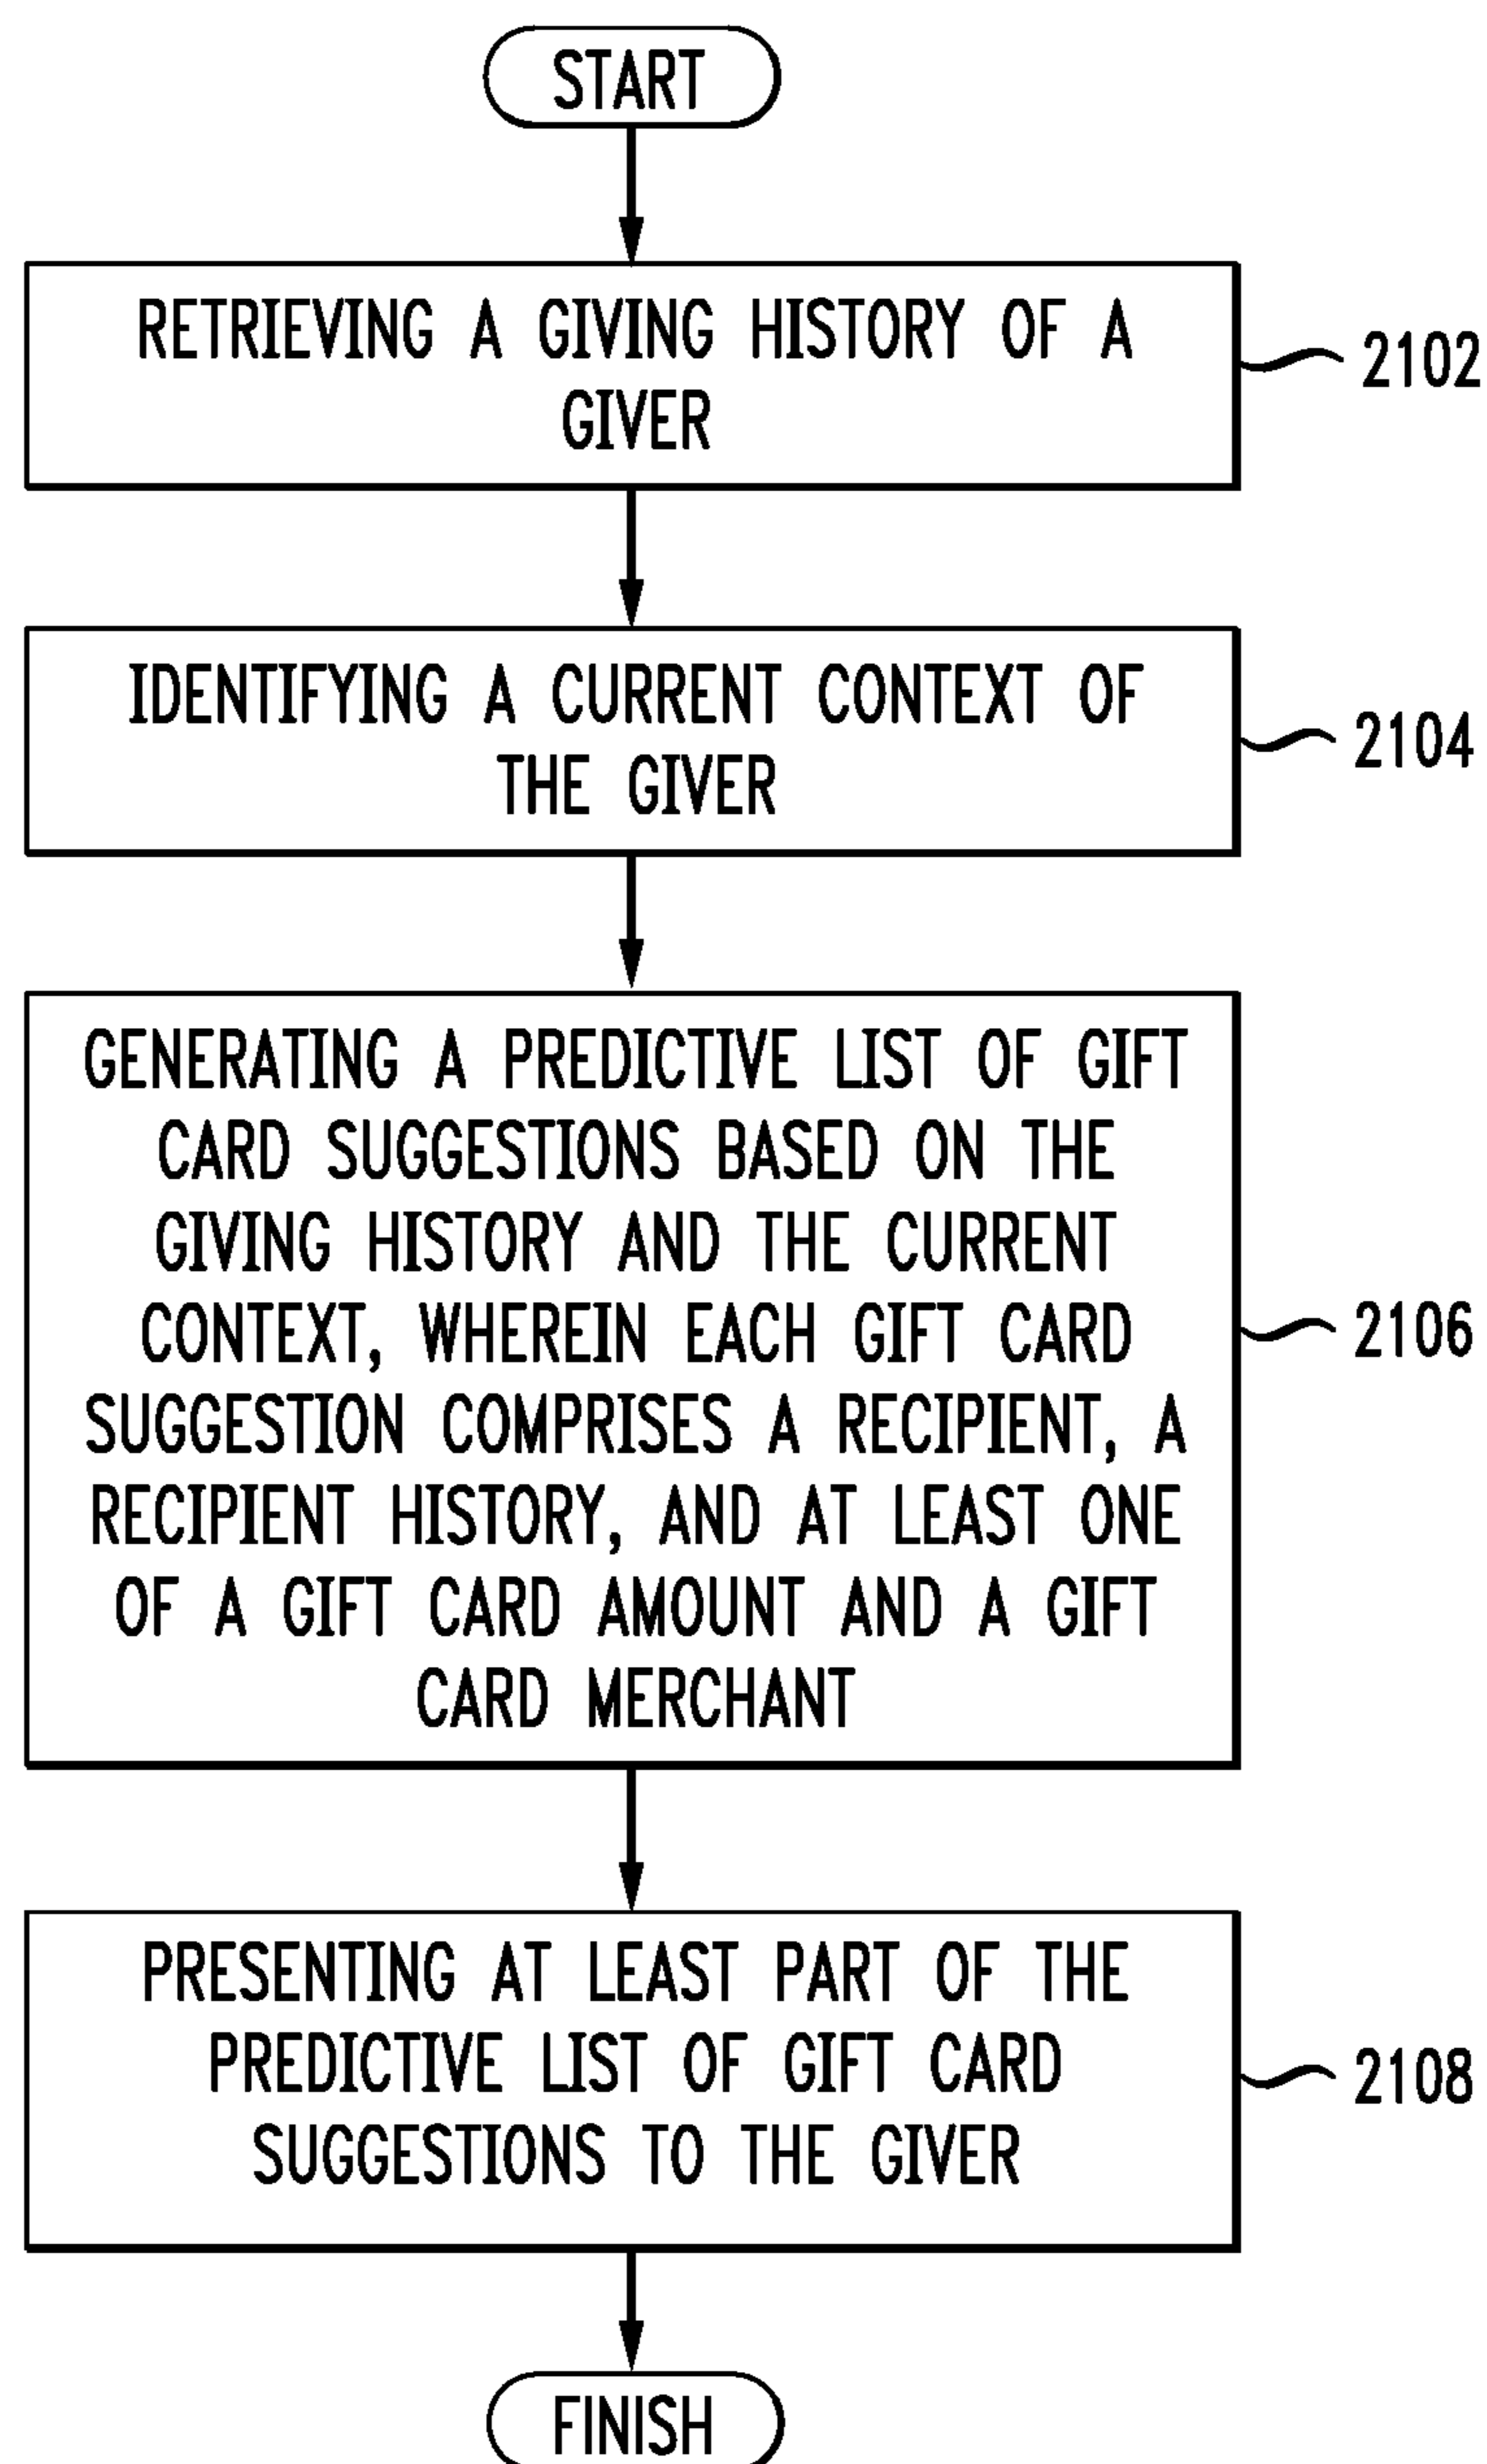 START
RETRIEVING A GIVING HISTORY OF A
GIVER
2102
IDENTIFYING A CURRENT CONTEXT OF
THE GIVER
2104
GENERATING A PREDICTIVE LIST OF GIFT
CARD SUGGESTIONS BASED ON THE
GIVING HISTORY AND THE CURRENT
CONTEXT, WHEREIN EACH GIFT CARD
SUGGESTION COMPRISES A RECIPIENT, A
RECIPIENT HISTORY, AND AT LEAST ONE
OF A GIFT CARD AMOUNT AND A GIFT
CARD MERCHANT
2106
PRESENTING AT LEAST PART OF THE
PREDICTIVE LIST OF GIFT CARD
SUGGESTIONS TO THE GIVER
2108
FINISH